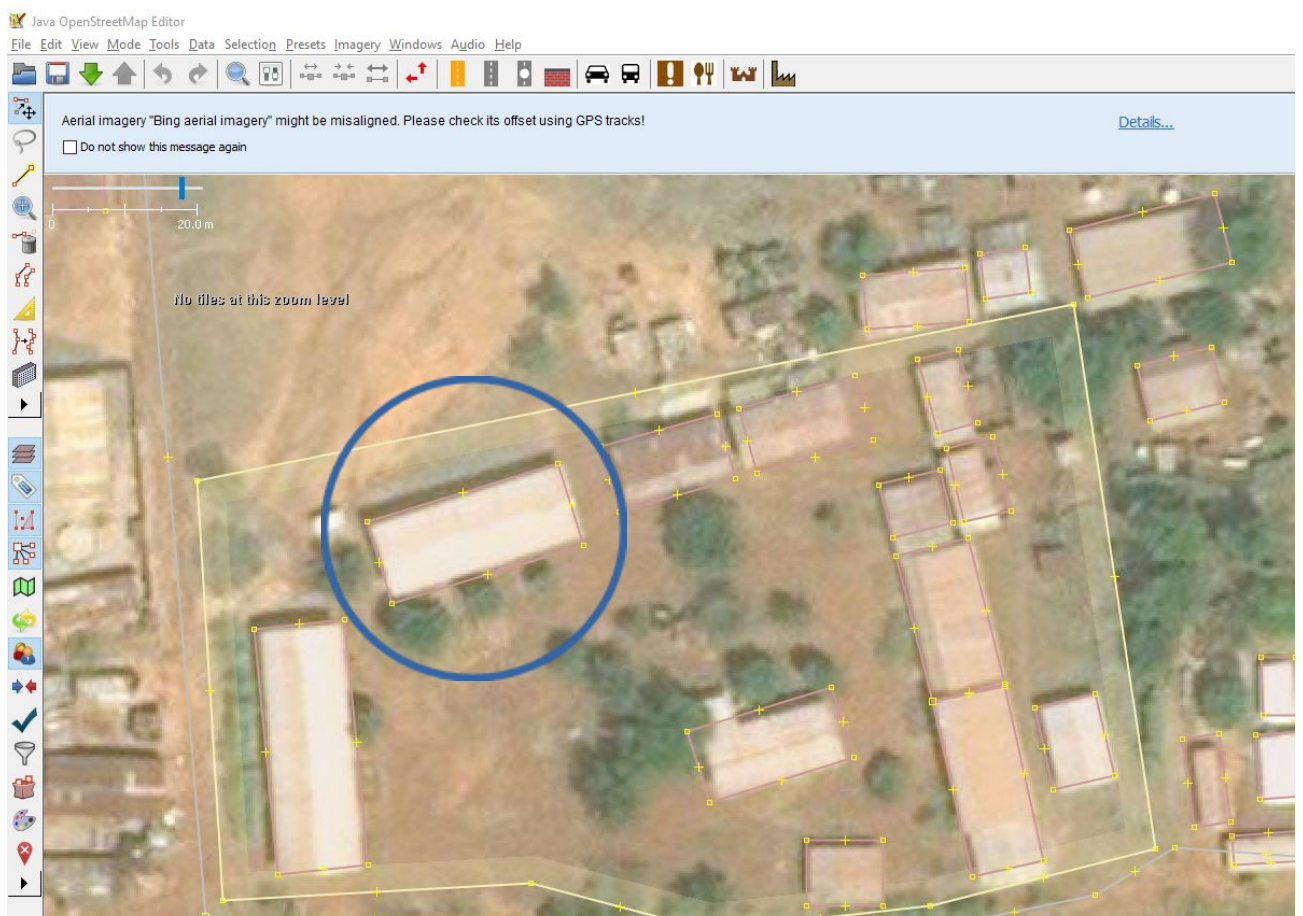 Java OpenStreetMap Editor
File Edit View Mode Tools Data Selection Presets Imagery Windows Audio Help
Aerial imagery "Bing aerial imagery" might be misaligned. Please check its offset using GPS tracks!
Details...
Do not show this message again
0
20.0 m
No tiles at this zoom level